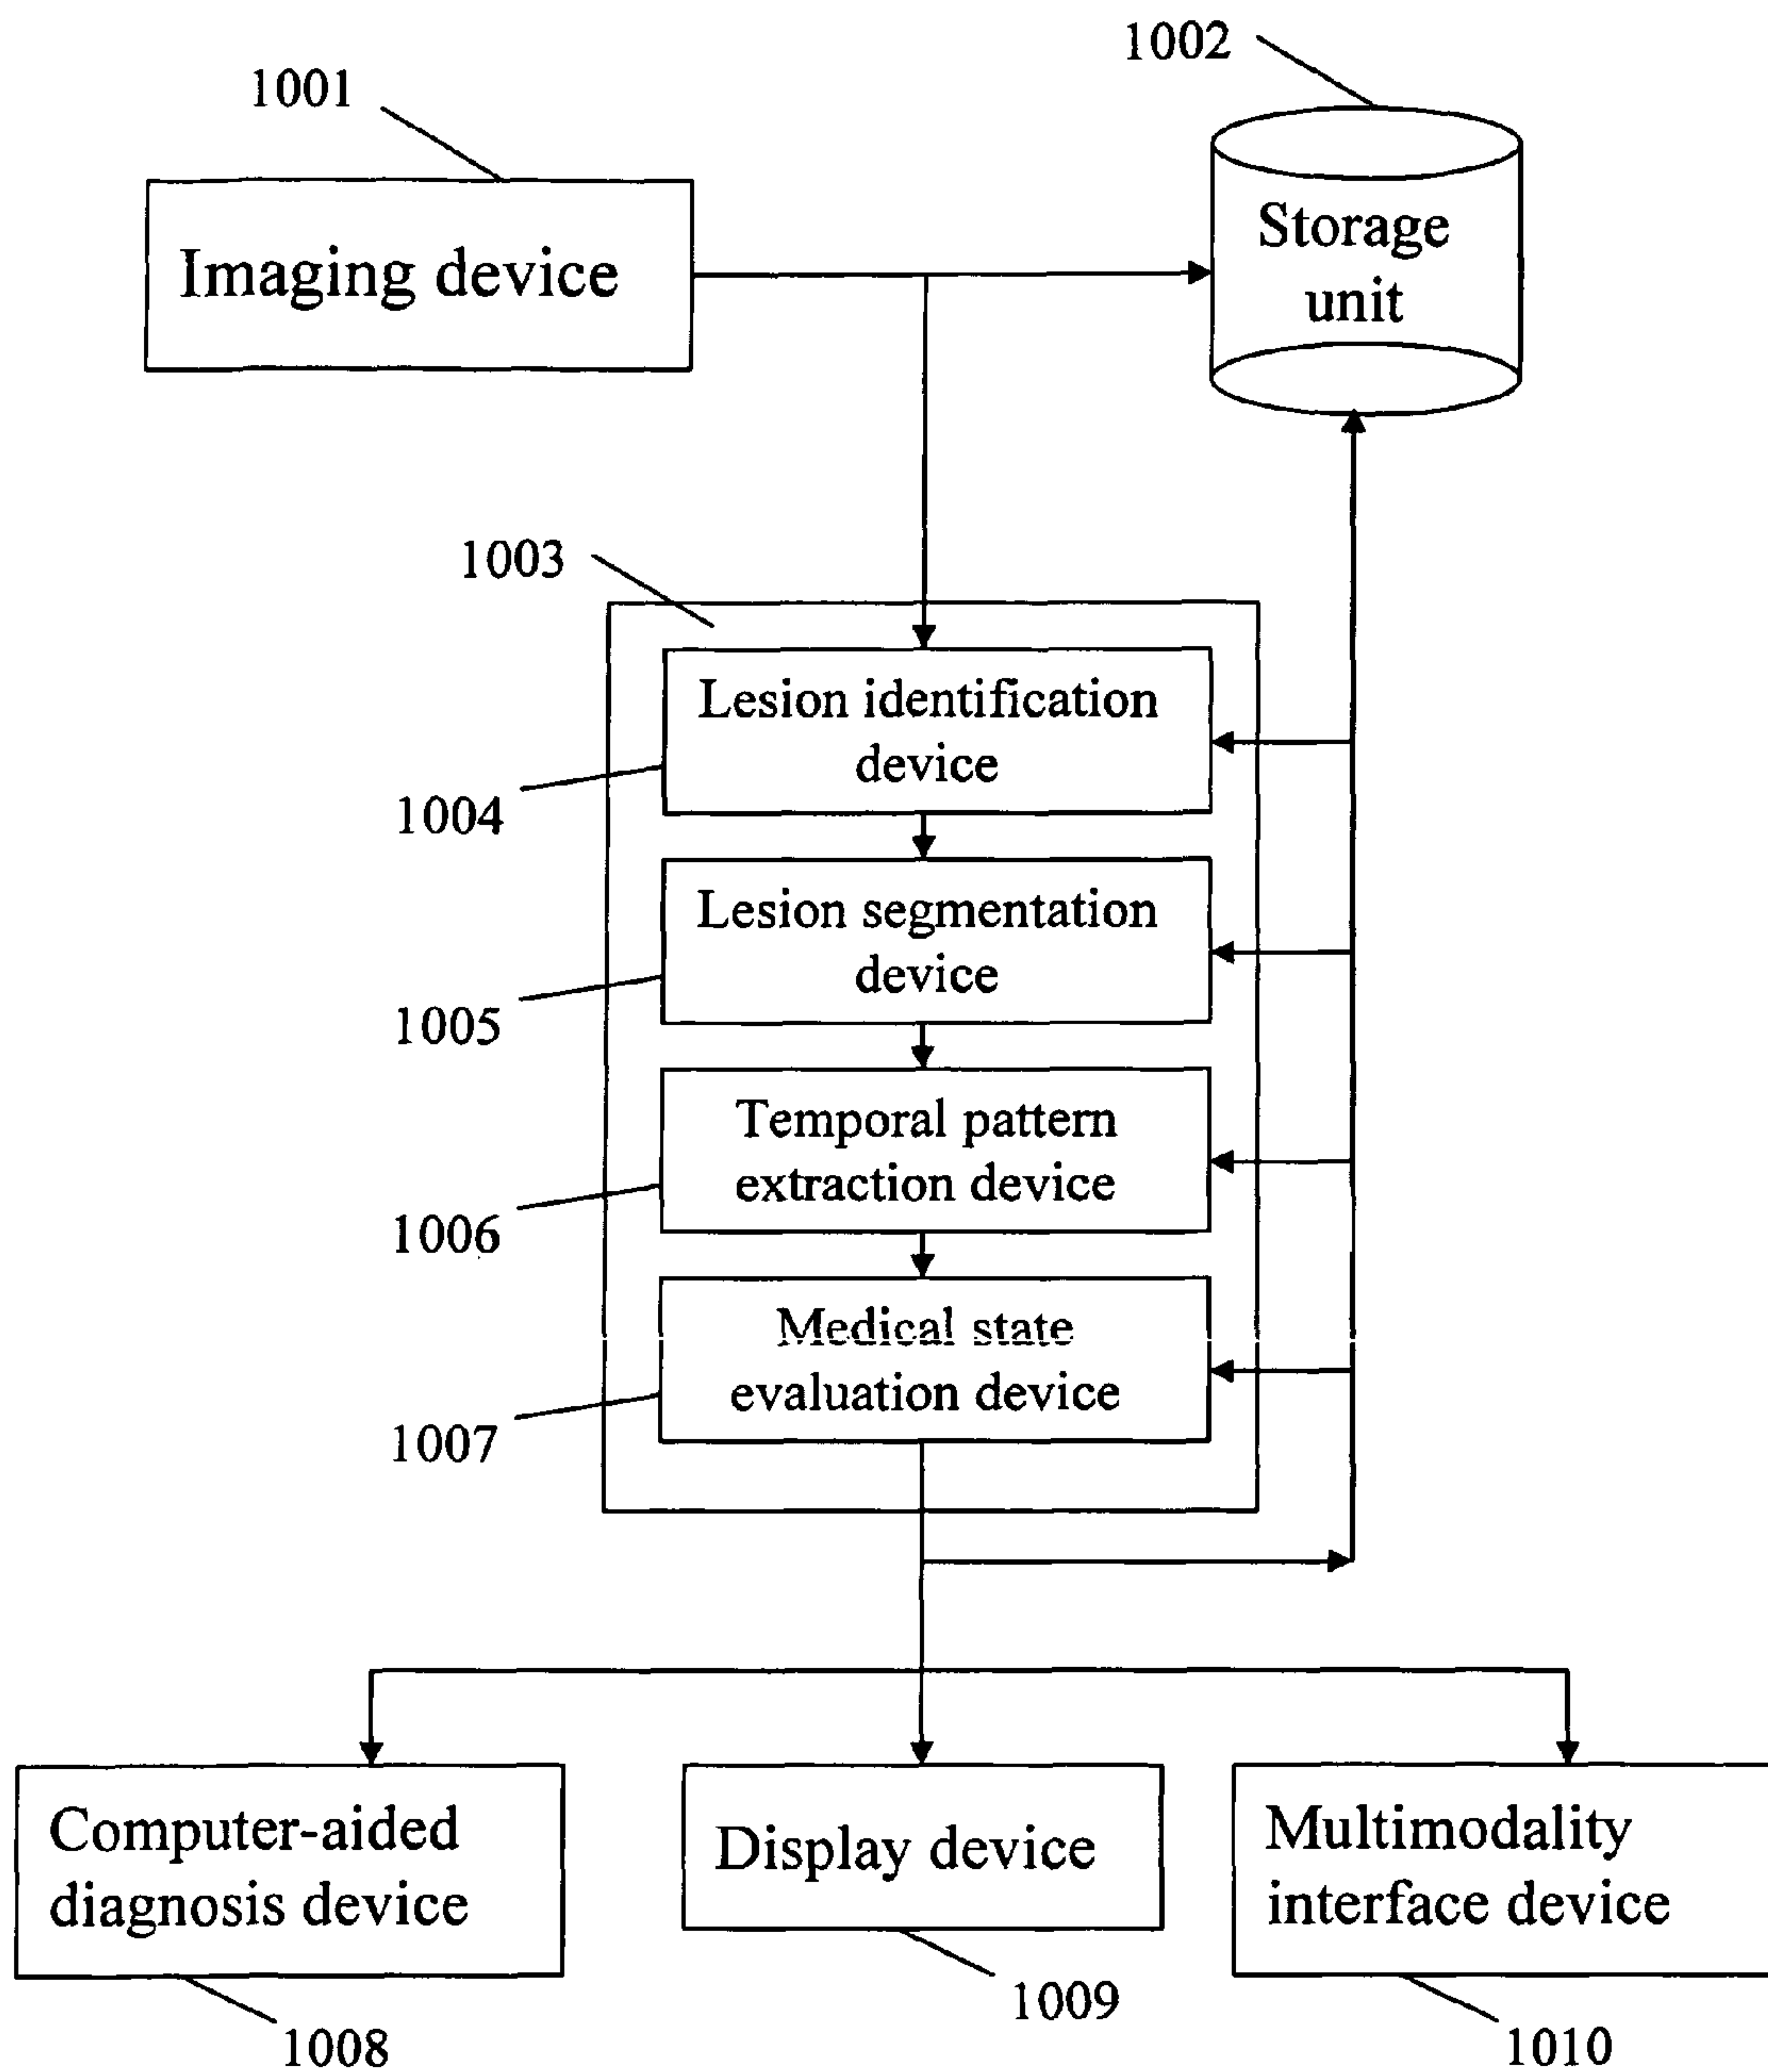 1002
1001
Imaging device
Storage
unit
1003
Lesion identification
device
1004
Lesion segmentation
device
1005
Temporal pattern
extraction device
1006
Medical state
evaluation device
1007
Computer-aided
diagnosis device
Display device
Multimodality
interface device
1009
1008
1010